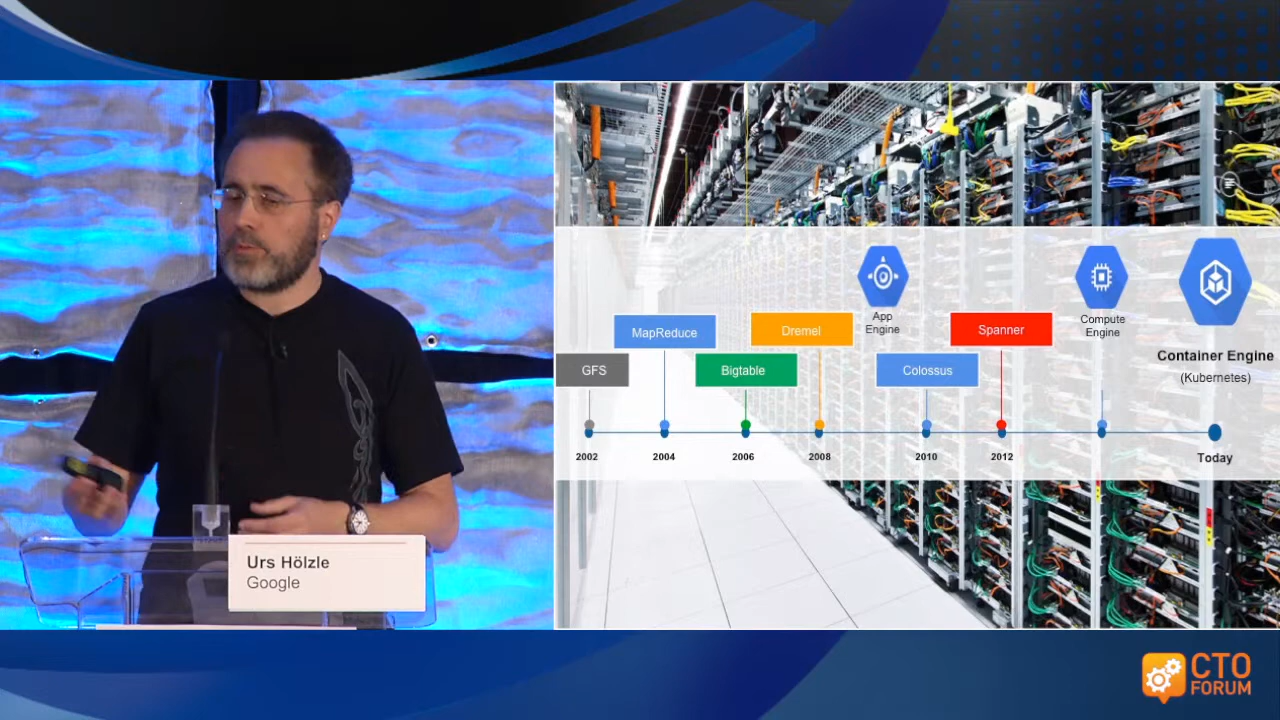 App
Engine
Compute
Engine
MapReduce
Dremel
Spanner
GFS
Bigtable
Colossus
Container Engine
(Kubernetes)
2002
2004
2006
2008
2010
2012
Today
Urs Hölzle
Google
CTO
FORUM